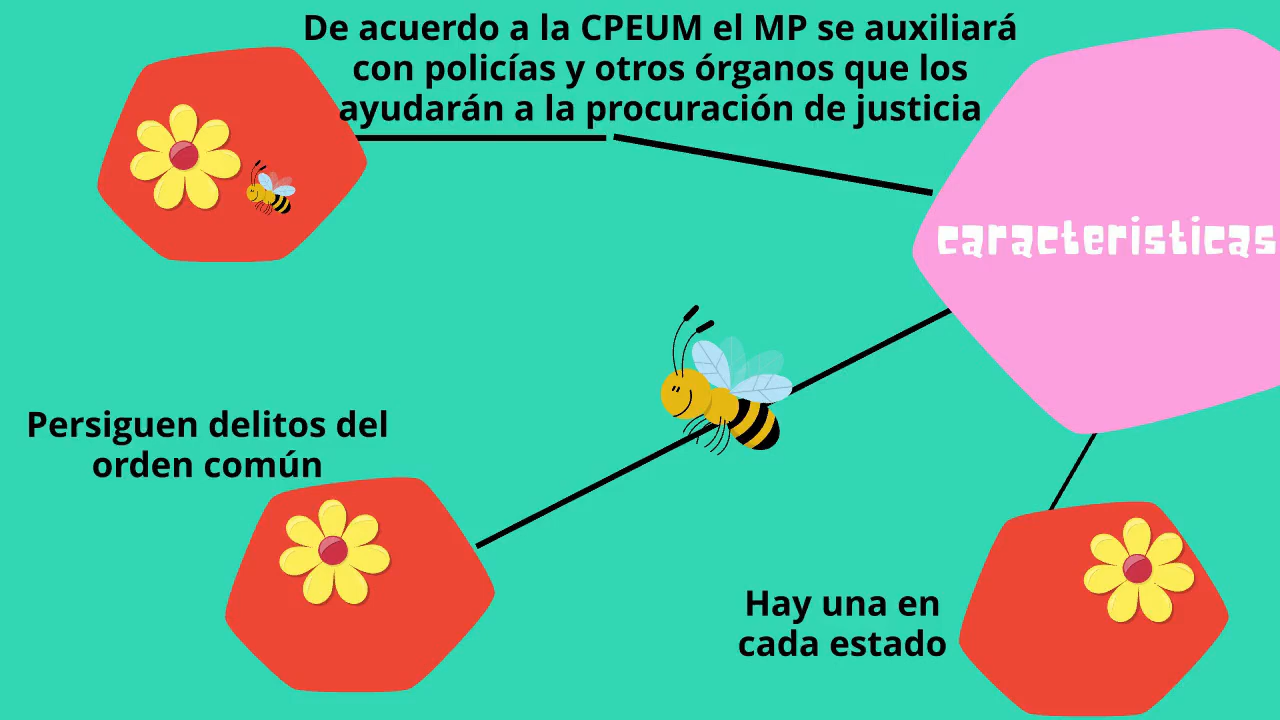 De acuerdo a la CPEUM el MP se auxiliará
con policías y otros órganos que los
ayudarán a la procuración de justicia
caracteristicas
Persiguen delitos del
orden común
Hay una en
cada estado